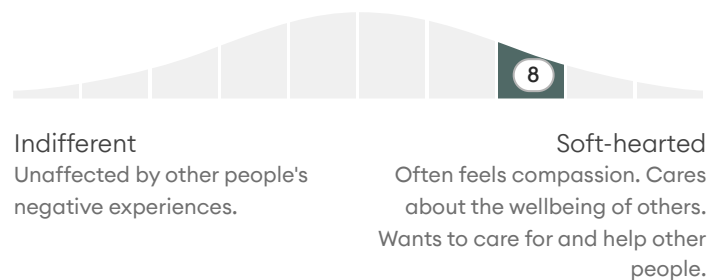 8
Indifferent
Unaffected by other people's
negative experiences.
Soft-hearted
Often feels compassion. Cares
about the wellbeing of others.
Wants to care for and help other
people.